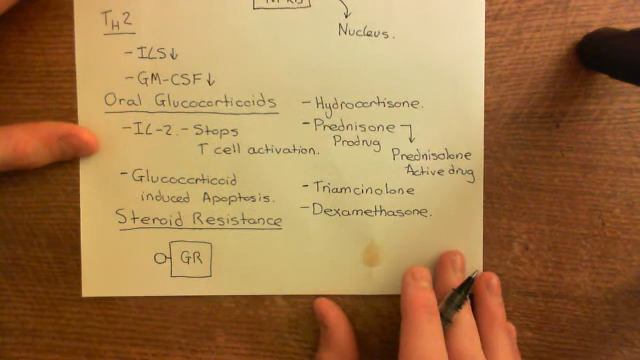 TH2
Nucleus.
- IL5↓
- GM-CSF↓
Oral Glucocorticoids
- IL-2. - Stops
T cell activation.
- Glucocorticoid
induced Apoptosis.
- Hydrocortisone.
- Prednisone
Prodrug
Prednisolone
Active drug
- Triamcinolone
- Dexamethasone.
Steroid Resistance
GR